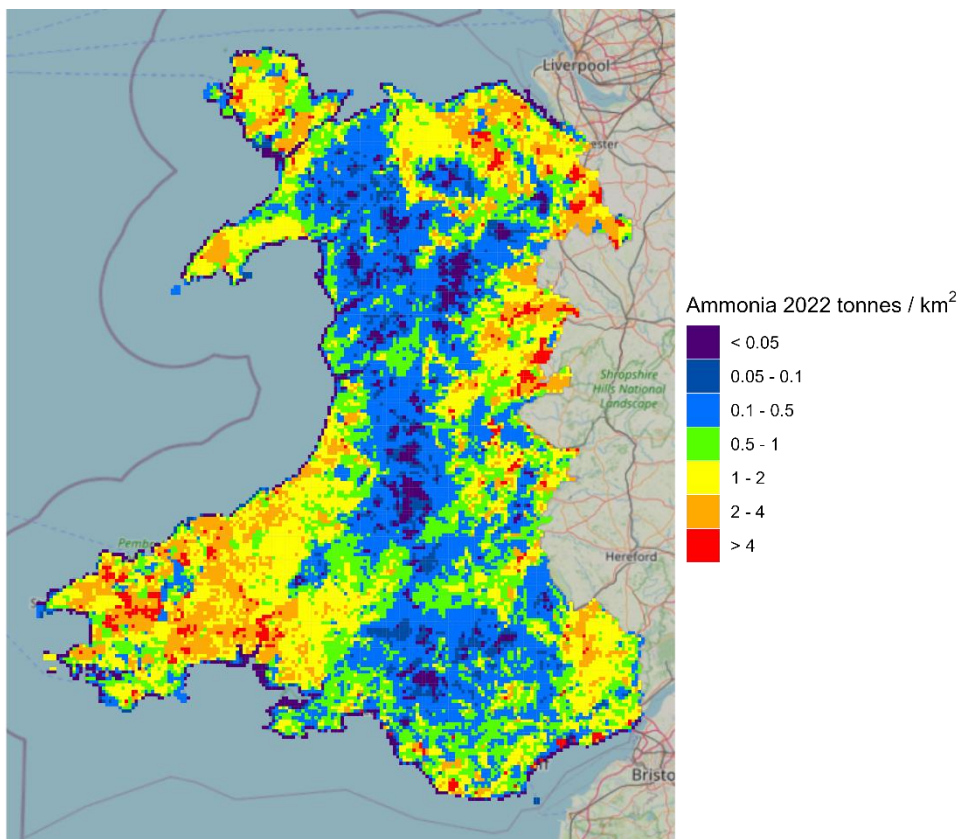 Liverpool
ester
Ammonia 2022 tonnes / km²
< 0.05
0.05 - 0.1
0.1 - 0.5
0.5 - 1
1 - 2
2 - 4
> 4
Shropshire
Hills National
Landscape
Hereford
Pemb
Bristo